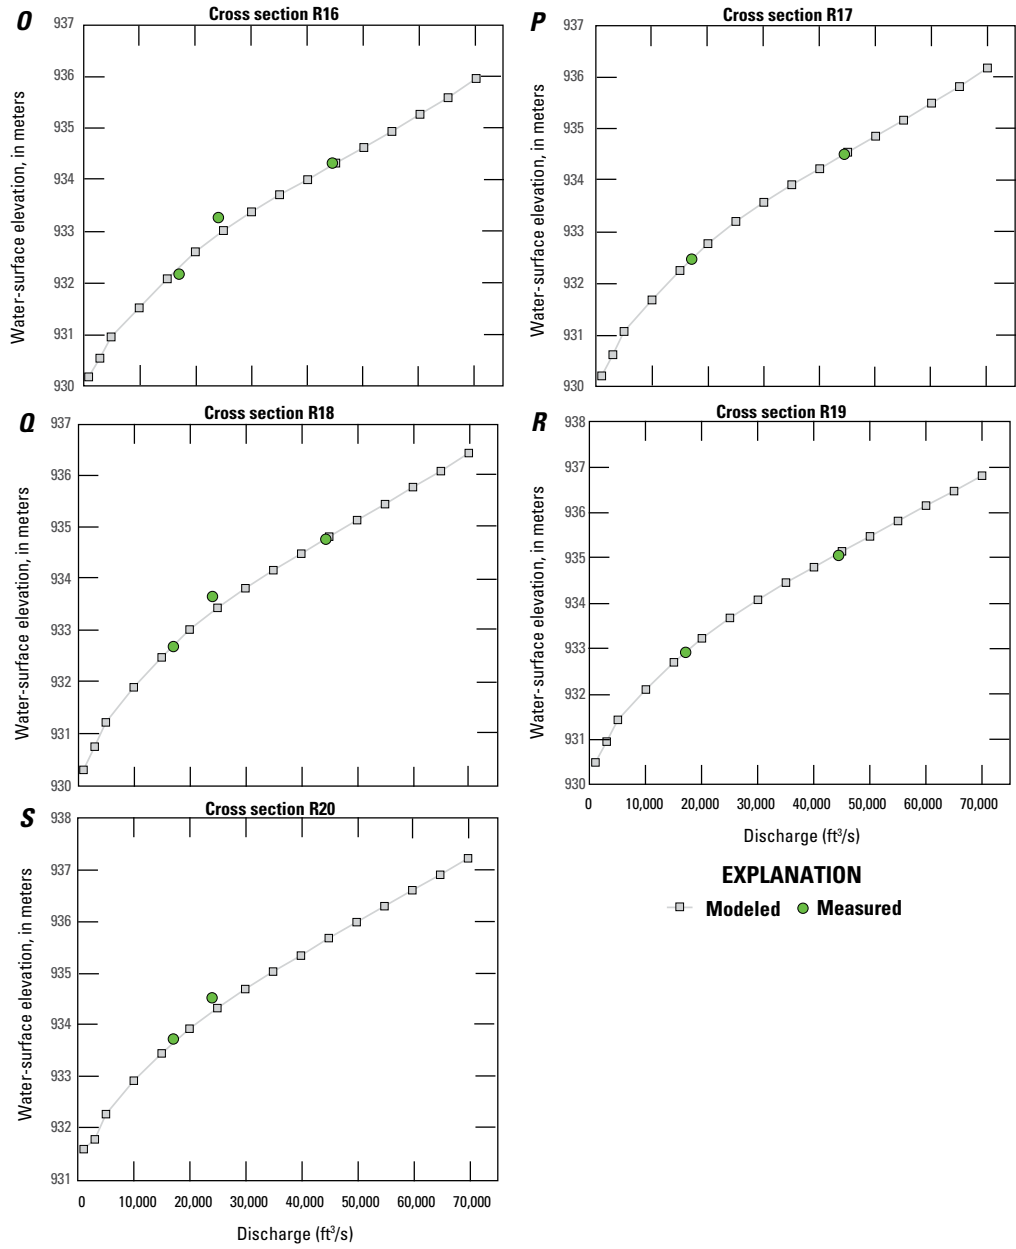 O
Cross section R16
937
936
935
934
933
932
931
930
Water-surface elevation, in meters
P
Cross section R17
937
936
935
934
933
932
931
930
Water-surface elevation, in meters
Q
Cross section R18
937
936
935
934
933
932
931
930
Water-surface elevation, in meters
R
Cross section R19
938
937
936
935
934
933
932
931
930
Water-surface elevation, in meters
0 10,000 20,000 30,000 40,000 50,000 60,000 70,000
Discharge (ft³/s)
S
Cross section R20
938
937
936
935
934
933
932
931
Water-surface elevation, in meters
0 10,000 20,000 30,000 40,000 50,000 60,000 70,000
Discharge (ft³/s)
EXPLANATION
Modeled Measured